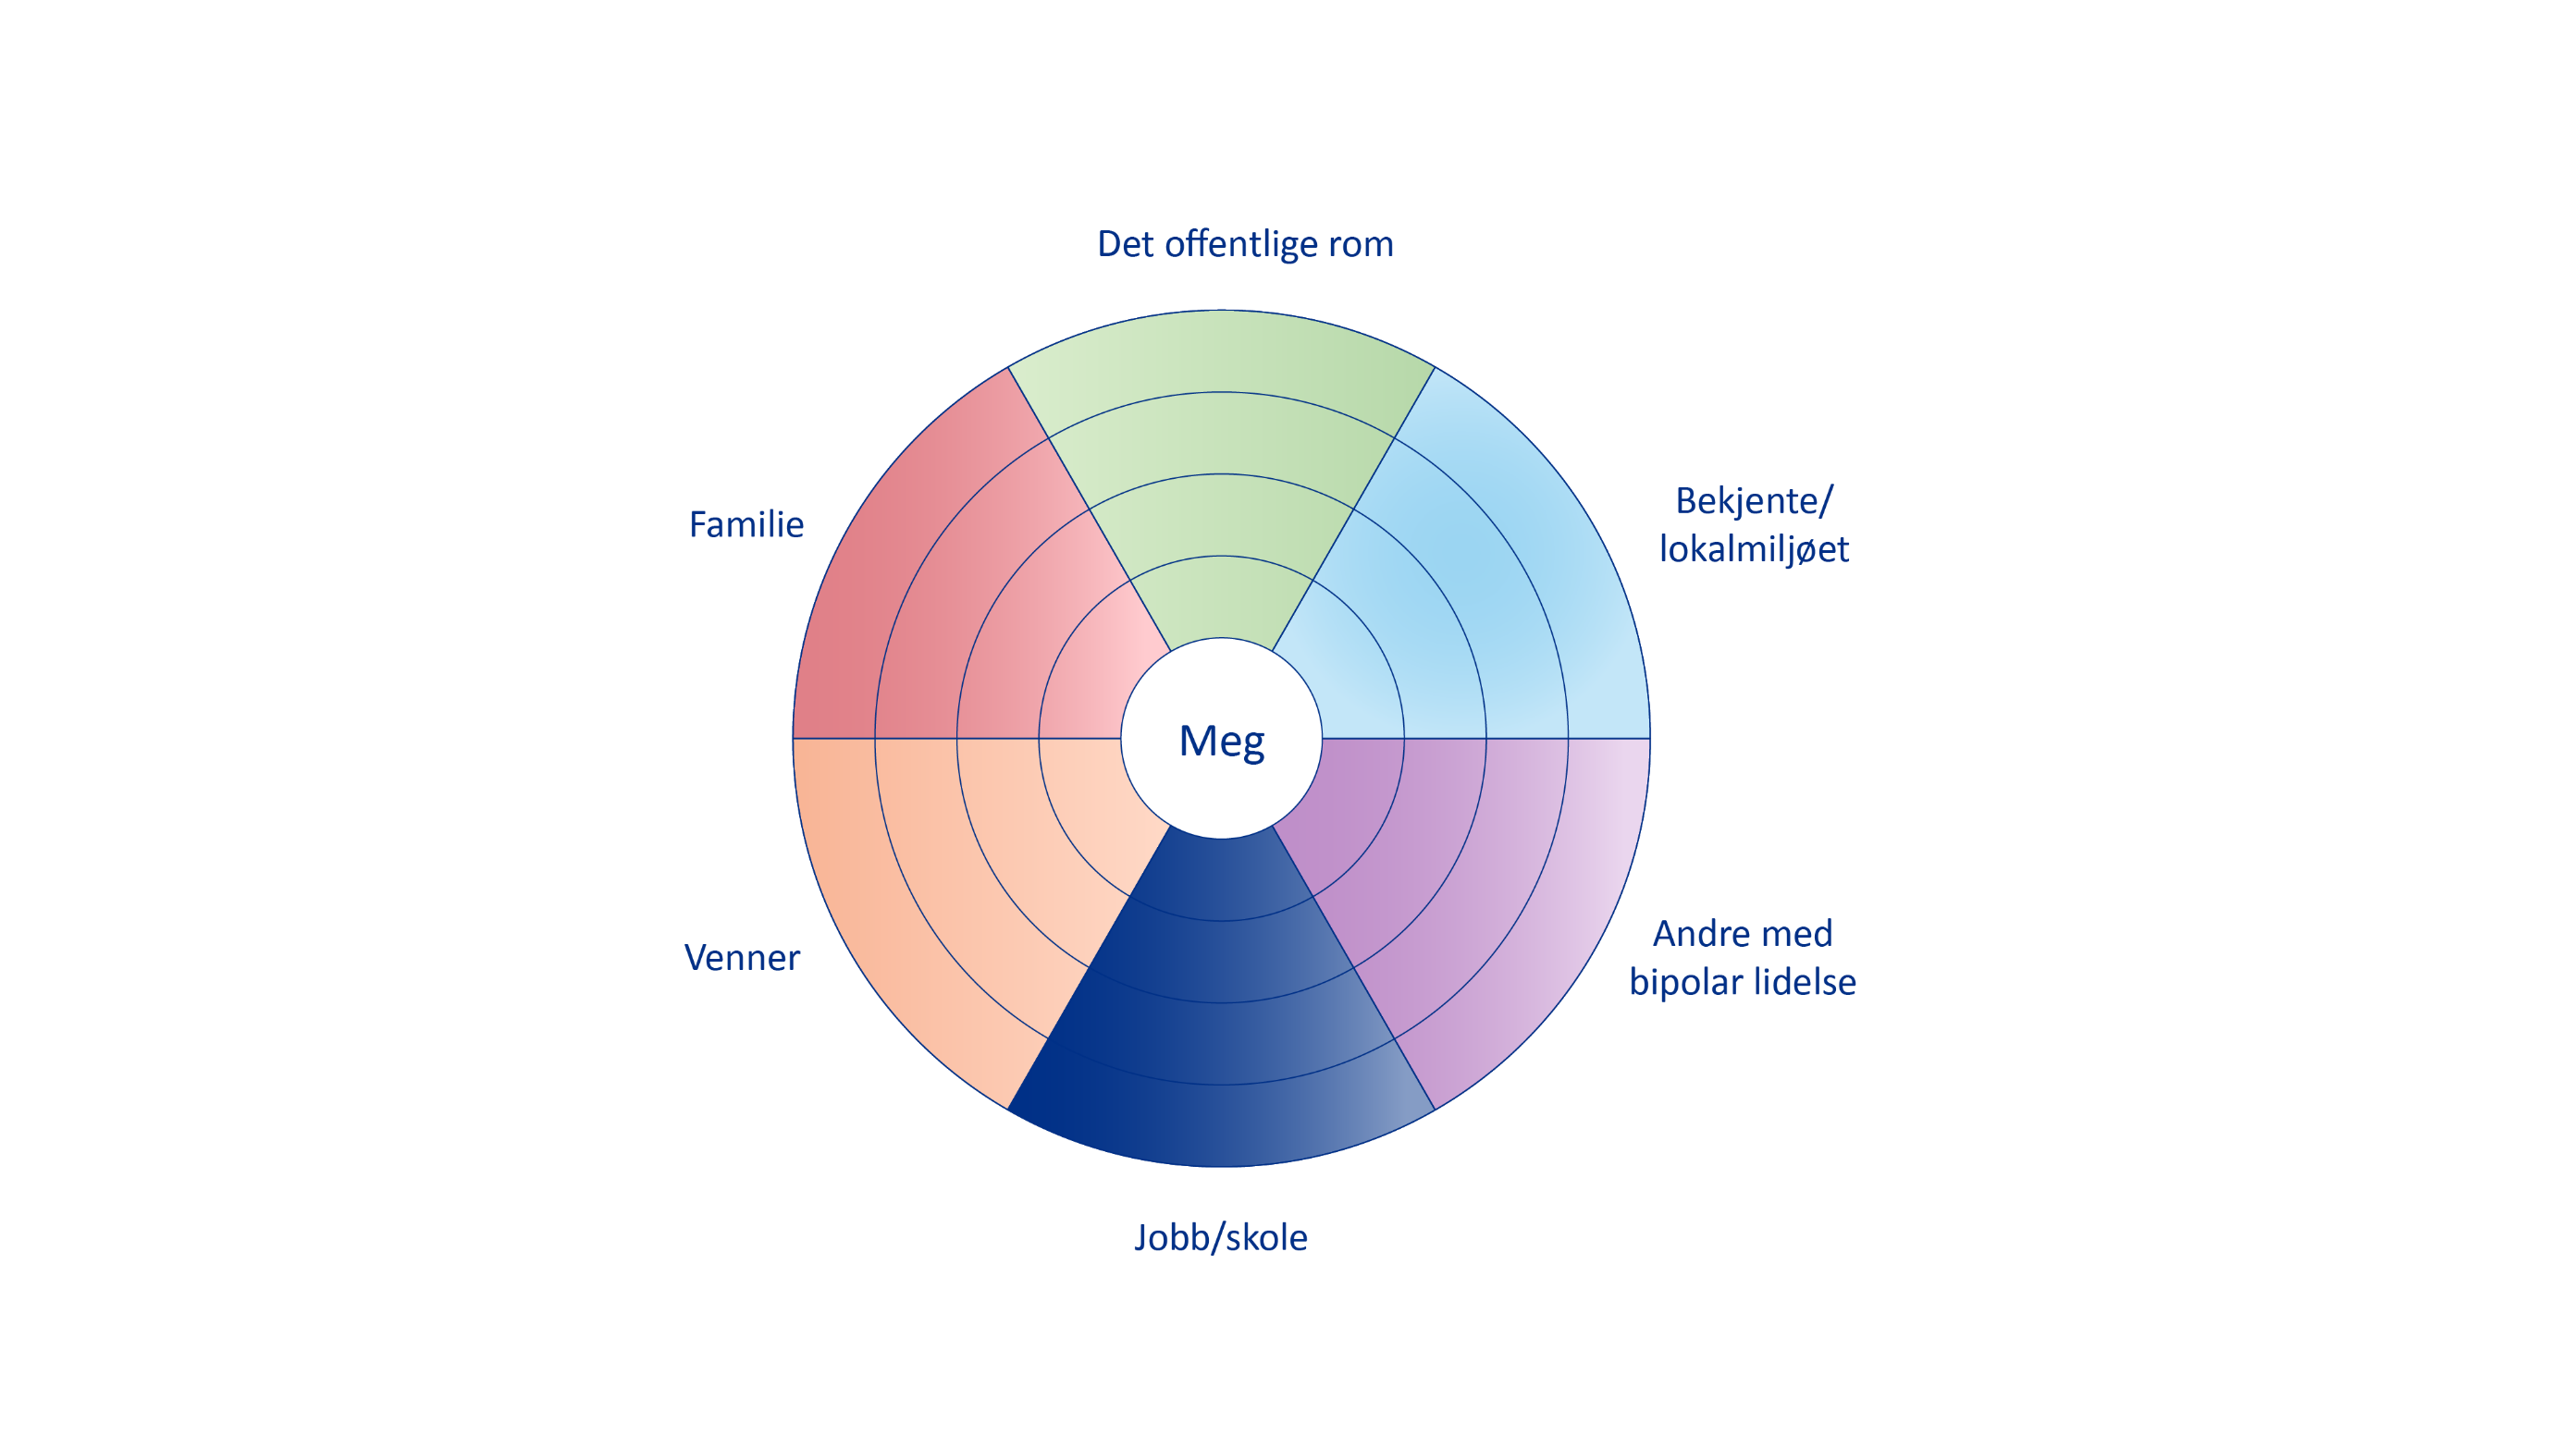 Det offentlige rom
Familie
Bekjente/
lokalmiljøet
Meg
Venner
Andre med
bipolar lidelse
Jobb/skole